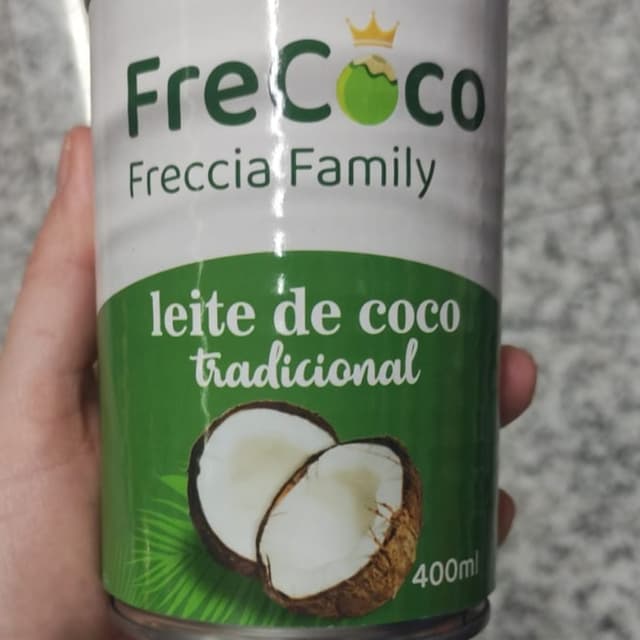 FreCoco
Freccia Family
leite de coco
tradicional
400ml